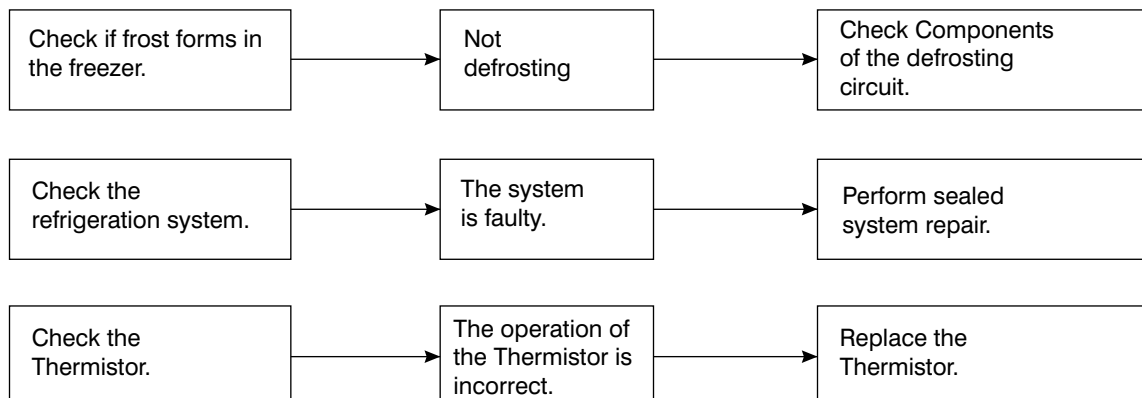 Check if frost forms in
the freezer.
Not
defrosting
Check Components
of the defrosting
circuit.
Check the
refrigeration system.
The system
is faulty.
Perform sealed
system repair.
Check the
Thermistor.
The operation of
the Thermistor is
incorrect.
Replace the
Thermistor.